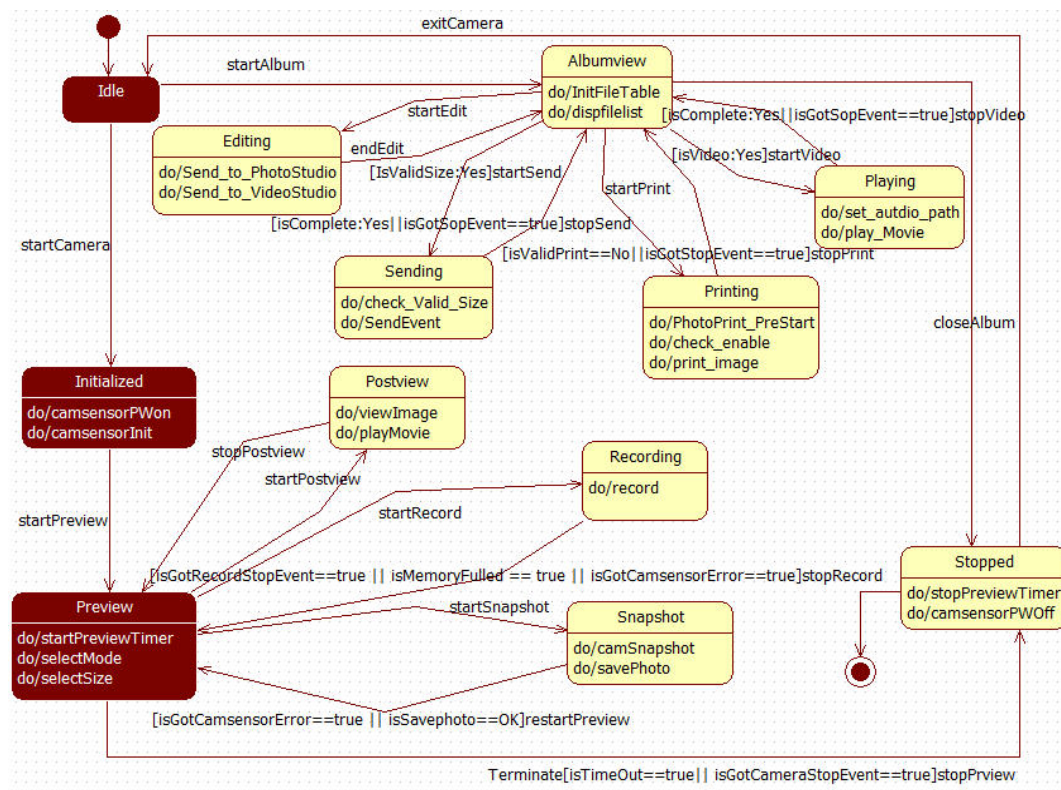 exitCamera
startAlbum
Idle
Albumview
do/InitFileTable
do/dispfilelist
startEdit
[isComplete:Yes||isGotSopEvent==true]stopVideo
Editing
do/Send_to_PhotoStudio
do/Send_to_VideoStudio
endEdit
[IsValidSize:Yes]startSend
[isVideo:Yes]startVideo
startPrint
Playing
do/set_autdio_path
do/play_Movie
[isComplete:Yes||isGotSopEvent==true]stopSend
startCamera
[isValidPrint==No||isGotStopEvent==true]stopPrint
Sending
do/check_Valid_Size
do/SendEvent
Printing
do/PhotoPrint_PreStart
do/check_enable
do/print_image
closeAlbum
Initialized
do/camsensorPWon
do/camsensorInit
Postview
do/viewImage
do/playMovie
stopPostview
startPostview
Recording
do/record
startRecord
startPreview
[isGotRecordStopEvent==true || isMemoryFulled == true || isGotCamsensorError==true]stopRecord
Stopped
do/stopPreviewTimer
do/camsensorPWOff
Preview
do/startPreviewTimer
do/selectMode
do/selectSize
startSnapshot
Snapshot
do/camSnapshot
do/savePhoto
[isGotCamsensorError==true || isSavephoto==OK]restartPreview
Terminate[isTimeOut==true|| isGotCameraStopEvent==true]stopPrview